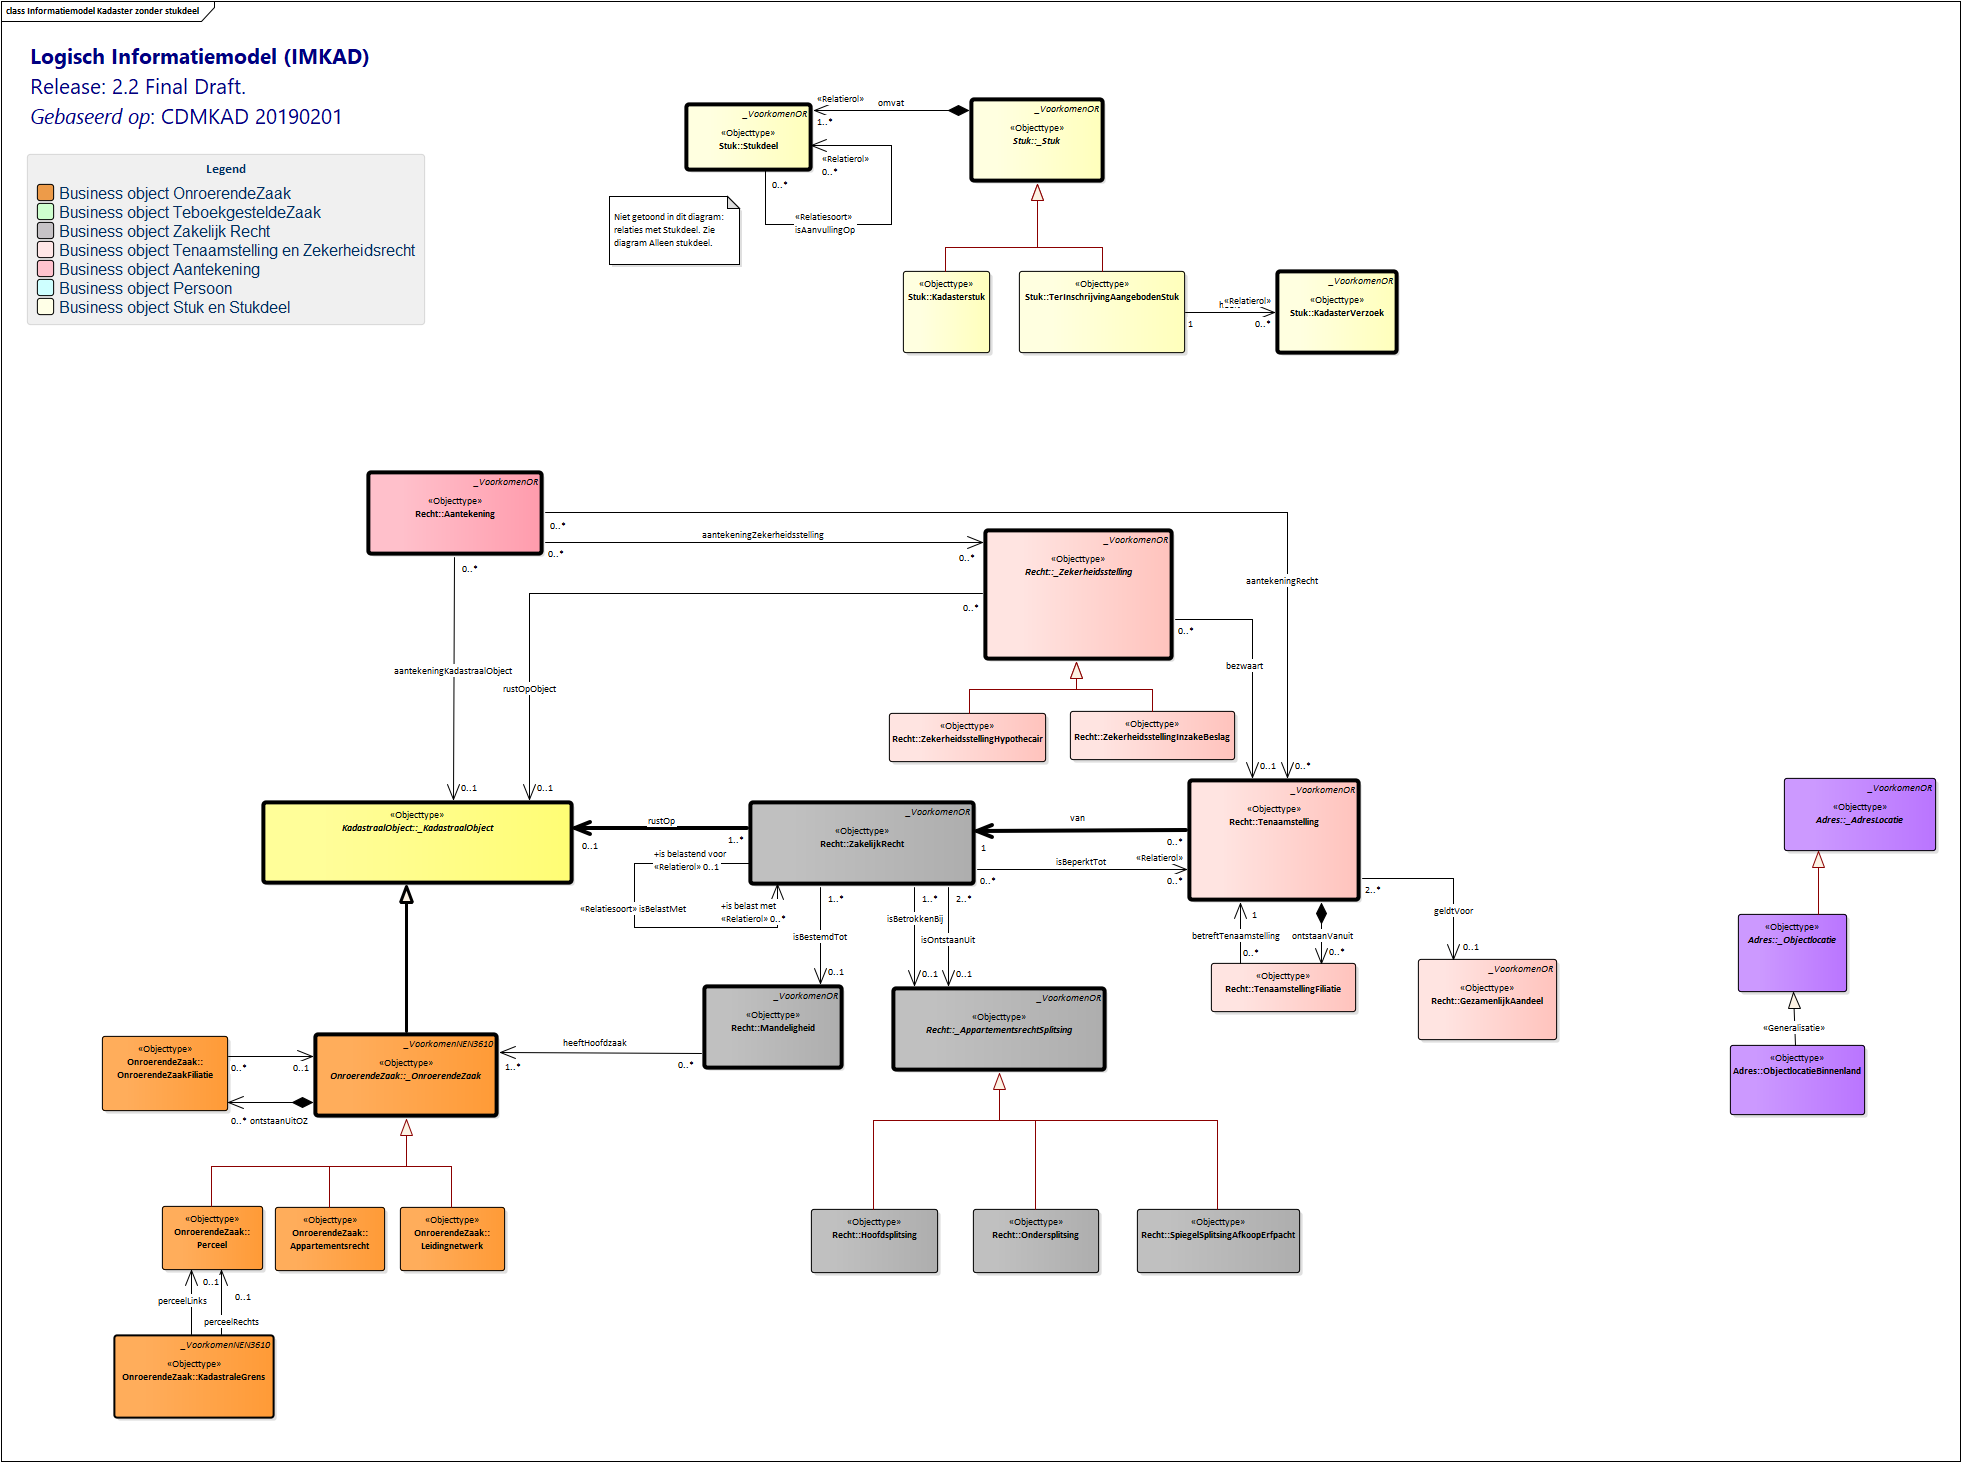 class Informatiemodel Kadaster zonder stukdeel
Logisch Informatiemodel (IMKAD)
Release: 2.2 Final Draft.
Gebaseerd op: CDMKAD 20190201
Legend
Business object OnroerendeZaak
Business object TeboekgesteldeZaak
Business object Zakelijk Recht
Business object Tenaamstelling en Zekerheidsrecht
Business object Aantekening
Business object Persoon
Business object Stuk en Stukdeel
_VoorkomenOR
«Objecttype»
Stuk::Stukdeel
«Relatierol»
omvat
1..*
_VoorkomenOR
«Objecttype»
Stuk::_Stuk
«Relatierol»
0..*
0..*
«Relatiesoort»
isAanvullingOp
Niet getoond in dit diagram:
relaties met Stukdeel. Zie
diagram Alleen stukdeel.
«Objecttype»
Stuk::Kadasterstuk
«Objecttype»
Stuk::TerInschrijvingAangebodenStuk
«Relatierol»
1
0..*
_VoorkomenOR
«Objecttype»
Stuk::KadasterVerzoek
_VoorkomenOR
«Objecttype»
Recht::Aantekening
0..*
0..*
0..*
aantekeningZekerheidsstelling
0..*
_VoorkomenOR
«Objecttype»
Recht::_Zekerheidsstelling
0..*
0..*
aantekeningRecht
bezwaart
aantekeningKadastraalObject
rustOpObject
«Objecttype»
Recht::ZekerheidsstellingHypothecair
«Objecttype»
Recht::ZekerheidsstellingInzakeBeslag
0..1
0..*
0..1
0..1
«Objecttype»
KadastraalObject::_KadastraalObject
rustOp
0..1
1..*
_VoorkomenOR
«Objecttype»
Recht::ZakelijkRecht
van
1
0..*
_VoorkomenOR
«Objecttype»
Recht::Tenaamstelling
isBeperktTot
«Relatierol»
0..*
0..*
+is belastend voor
«Relatierol» 0..1
«Relatiesoort» isBelastMet
+is belast met
«Relatierol» 0..*
1..*
isBestemdTot
0..1
1..*
2..*
isBetrokkenBij
isOntstaanUit
0..1
0..1
2..*
geldtVoor
0..1
1
betreftTenaamstelling
0..*
ontstaanVanuit
0..*
«Objecttype»
Recht::TenaamstellingFiliatie
_VoorkomenOR
«Objecttype»
Recht::GezamenlijkAandeel
_VoorkomenOR
«Objecttype»
Adres::_AdresLocatie
«Objecttype»
Adres::_Objectlocatie
«Generalisatie»
«Objecttype»
Adres::ObjectlocatieBinnenland
_VoorkomenOR
«Objecttype»
Recht::Mandeligheid
_VoorkomenOR
«Objecttype»
Recht::_AppartementsrechtSplitsing
heeftHoofdzaak
1..*
0..*
«Objecttype»
OnroerendeZaak::
OnroerendeZaakFiliatie
0..*
0..1
0..* ontstaanUitOZ
_VoorkomenNEN3610
«Objecttype»
OnroerendeZaak::_OnroerendeZaak
«Objecttype»
OnroerendeZaak::
Perceel
«Objecttype»
OnroerendeZaak::
Appartementsrecht
«Objecttype»
OnroerendeZaak::
Leidingnetwerk
«Objecttype»
Recht::Hoofdsplitsing
«Objecttype»
Recht::Ondersplitsing
«Objecttype»
Recht::SpiegelSplitsingAfkoopErfpacht
0..1
0..1
perceelLinks
perceelRechts
_VoorkomenNEN3610
«Objecttype»
OnroerendeZaak::KadastraleGrens